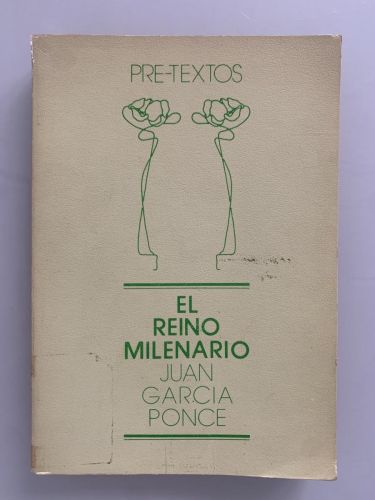 PRE-TEXTOS
EL
REINO
MILENARIO
JUAN
GARCIA
PONCE